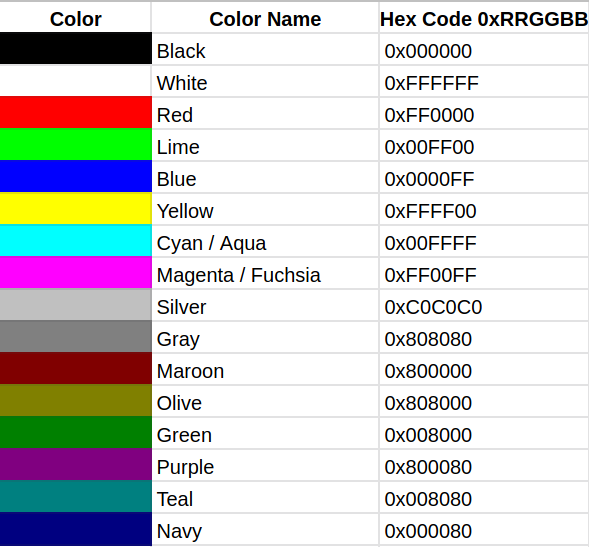 Color Color Name Hex Code 0xRRGGBB
Black 0x000000
White 0xFFFFFF
Red 0xFF0000
Lime 0x00FF00
Blue 0x0000FF
Yellow 0xFFFF00
Cyan / Aqua 0x00FFFF
Magenta / Fuchsia 0xFF00FF
Silver 0xC0C0C0
Gray 0x808080
Maroon 0x800000
Olive 0x808000
Green 0x008000
Purple 0x800080
Teal 0x008080
Navy 0x000080